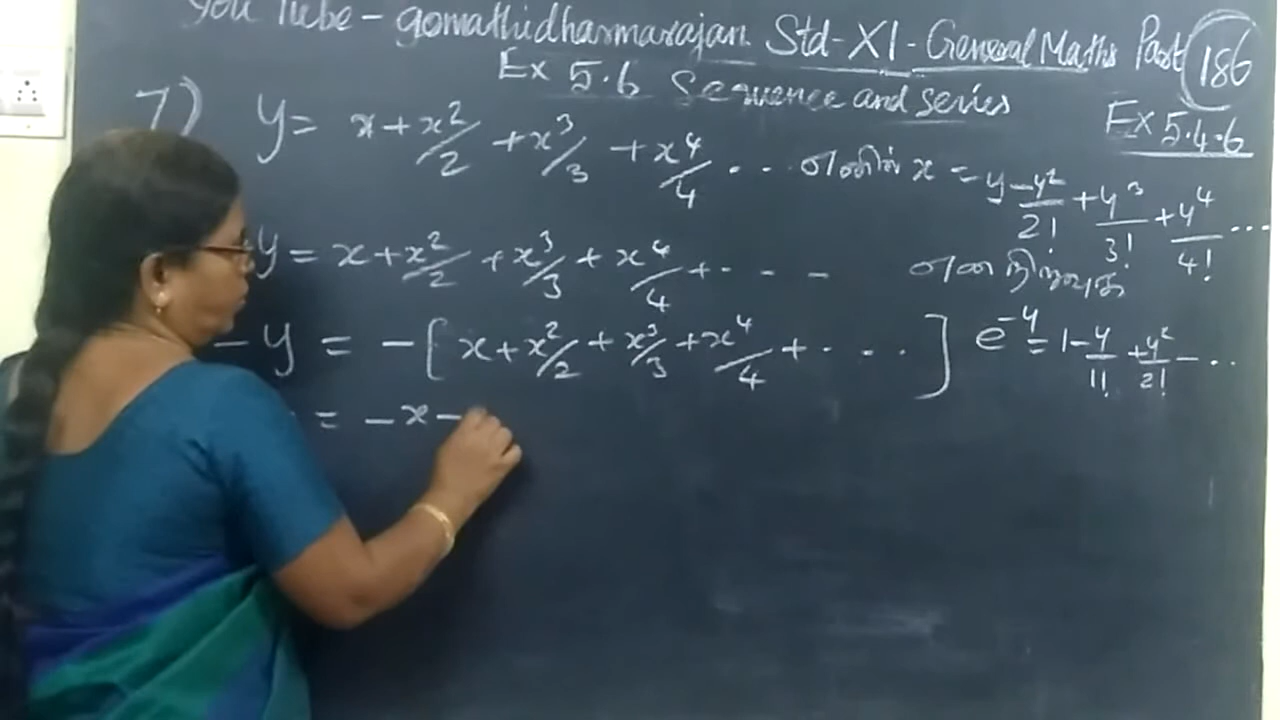 You Tube - gomathidharmarajan Std-XI-General Maths Part 186
Ex 5.6 Sequence and series
Ex 5.4.6
7) y = x + x²/2 + x³/3 + x⁴/4 ... எனில் x = y - y²/2! + y³/3! + y⁴/4! ...
y = x + x²/2 + x³/3 + x⁴/4 + - - - என நிறுவுக
-y = -[x + x²/2 + x³/3 + x⁴/4 + ....] e⁻ʸ = 1 - y/1! + y²/2! - ...
= -x -